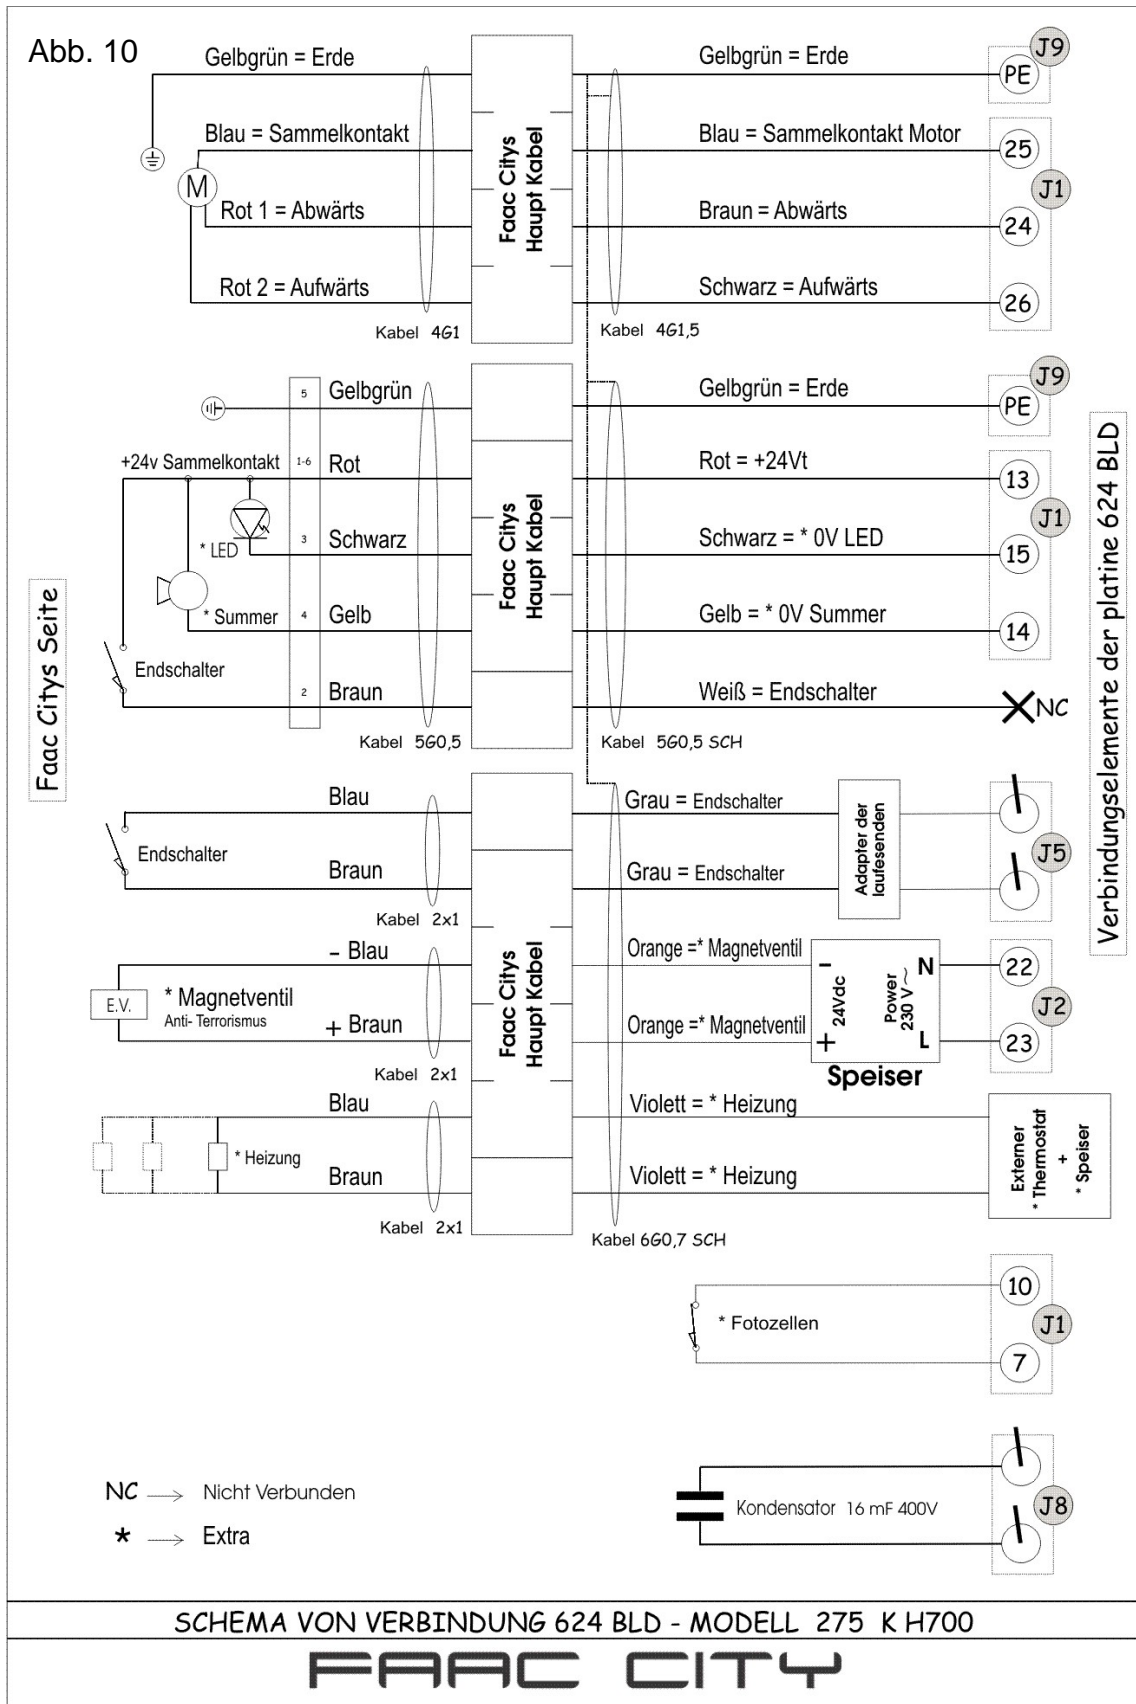 Abb. 10
Gelbgrün = Erde
Gelbgrün = Erde
J9
PE
Blau = Sammelkontakt
Blau = Sammelkontakt Motor
25
M
Faac Citys
Haupt Kabel
J1
Rot 1 = Abwärts
Braun = Abwärts
24
Rot 2 = Aufwärts
Schwarz = Aufwärts
26
Kabel 4G1
Kabel 4G1,5
5
Gelbgrün
Gelbgrün = Erde
J9
PE
+24v Sammelkontakt
1-6
Rot
Rot = +24Vt
13
Faac Citys
Haupt Kabel
J1
* LED
3
Schwarz
Schwarz = * 0V LED
15
* Summer
4
Gelb
Gelb = * 0V Summer
14
Endschalter
2
Braun
Weiß = Endschalter
NC
Kabel 5G0,5
Kabel 5G0,5 SCH
Faac Citys Seite
Verbindungselemente der platine 624 BLD
Blau
Grau = Endschalter
Endschalter
Adapter der
laufesenden
J5
Braun
Grau = Endschalter
Kabel 2x1
- Blau
Orange =* Magnetventil
- N
22
E.V.
* Magnetventil
Anti- Terrorismus
Faac Citys
Haupt Kabel
24Vdc
Power
230 V ~
J2
+ Braun
Orange =* Magnetventil
+ L
23
Kabel 2x1
Speiser
Blau
Violett = * Heizung
* Heizung
Externer
* Thermostat
+
* Speiser
Braun
Violett = * Heizung
Kabel 2x1
Kabel 6G0,7 SCH
10
* Fotozellen
J1
7
NC → Nicht Verbunden
* → Extra
Kondensator 16 mF 400V
J8
SCHEMA VON VERBINDUNG 624 BLD - MODELL 275 K H700
FAAC CITY